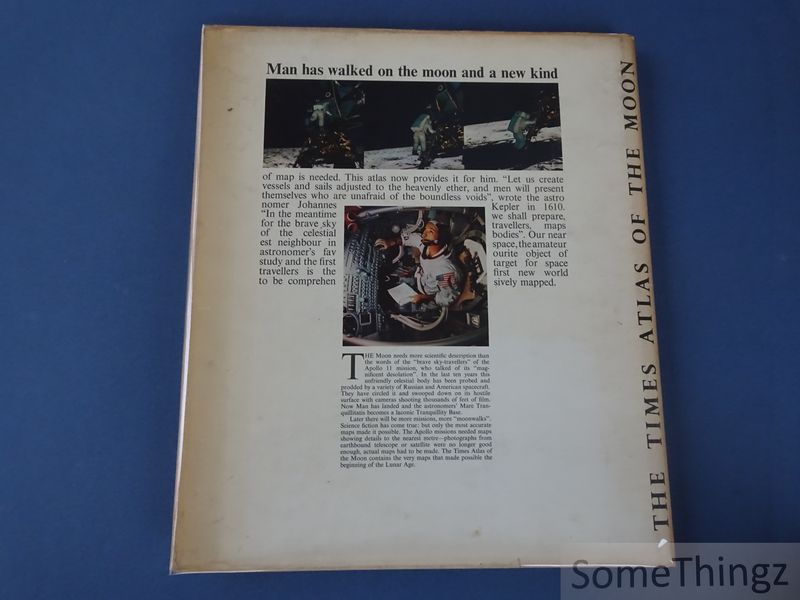 Man has walked on the moon and a new kind
of map is needed. This atlas now provides it for him. "Let us create
vessels and sails adjusted to the heavenly ether, and men will present
themselves who are unafraid of the boundless voids", wrote the astro
nomer Johannes Kepler in 1610.
"In the meantime we shall prepare,
for the brave sky travellers, maps
of the celestial bodies". Our near
est neighbour in space, the amateur
astronomer's fav ourite object of
study and the first target for space
travellers is the first new world
to be comprehen sively mapped.
THE Moon needs more scientific description than
the words of the "brave sky-travellers" of the
Apollo 11 mission, who talked of its "mag-
nificent desolation". In the last ten years this
unfriendly celestial body has been probed and
prodded by a variety of Russian and American spacecraft.
They have circled it and swooped down on its hostile
surface with cameras shooting thousands of feet of film.
Now Man has landed and the astronomers' Mare Tran-
quillitatis becomes a laconic Tranquillity Base.
Later there will be more missions, more "moonwalks".
Science fiction has come true: but only the most accurate
maps made it possible. The Apollo missions needed maps
showing details to the nearest metre—photographs from
earthbound telescope or satellite were no longer good
enough, actual maps had to be made. The Times Atlas of
the Moon contains the very maps that made possible the
beginning of the Lunar Age.
THE TIMES ATLAS OF THE MOON
SomeThingz